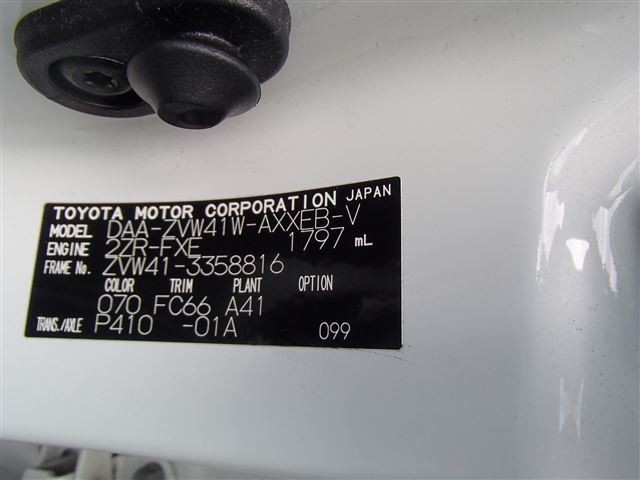 TOYOTA MOTOR CORPORATION JAPAN
MODEL DAA-ZVW41W-AXXEB-V
ENGINE 2ZR-FXE 1797 mL
FRAME No. ZVW41-3358816
COLOR TRIM PLANT OPTION
070 FC66 A41
TRANS./AXLE P410 -01A 099